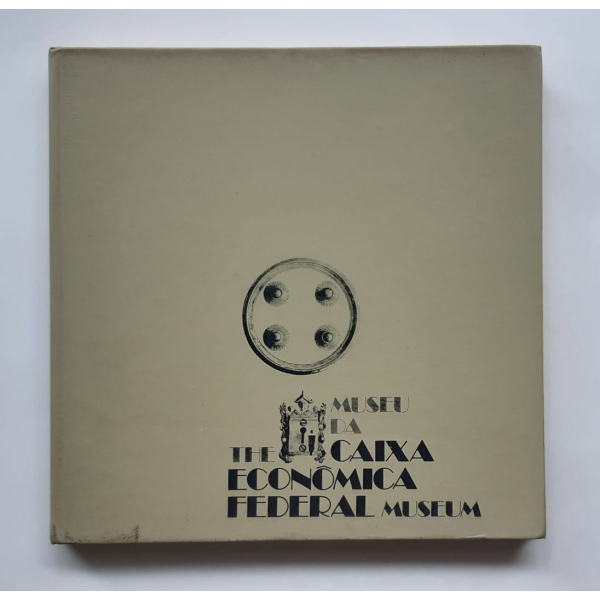 MUSEU
DA
THE CAIXA
ECONÔMICA
FEDERAL MUSEUM